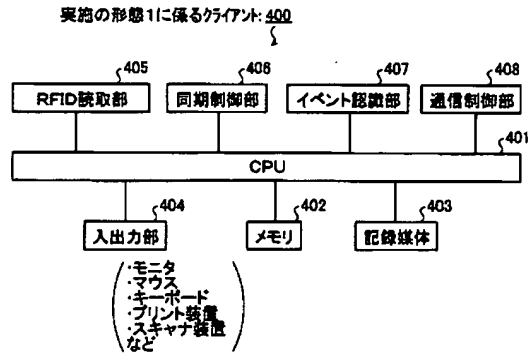 実施の形態1に係るクライアント: 400
405
406
407
408
RFID読取部
同期制御部
イベント認識部
通信制御部
401
CPU
404
402
403
入出力部
メモリ
記録媒体
・モニタ
・マウス
・キーボード
・プリント装置
・スキャナ装置
など